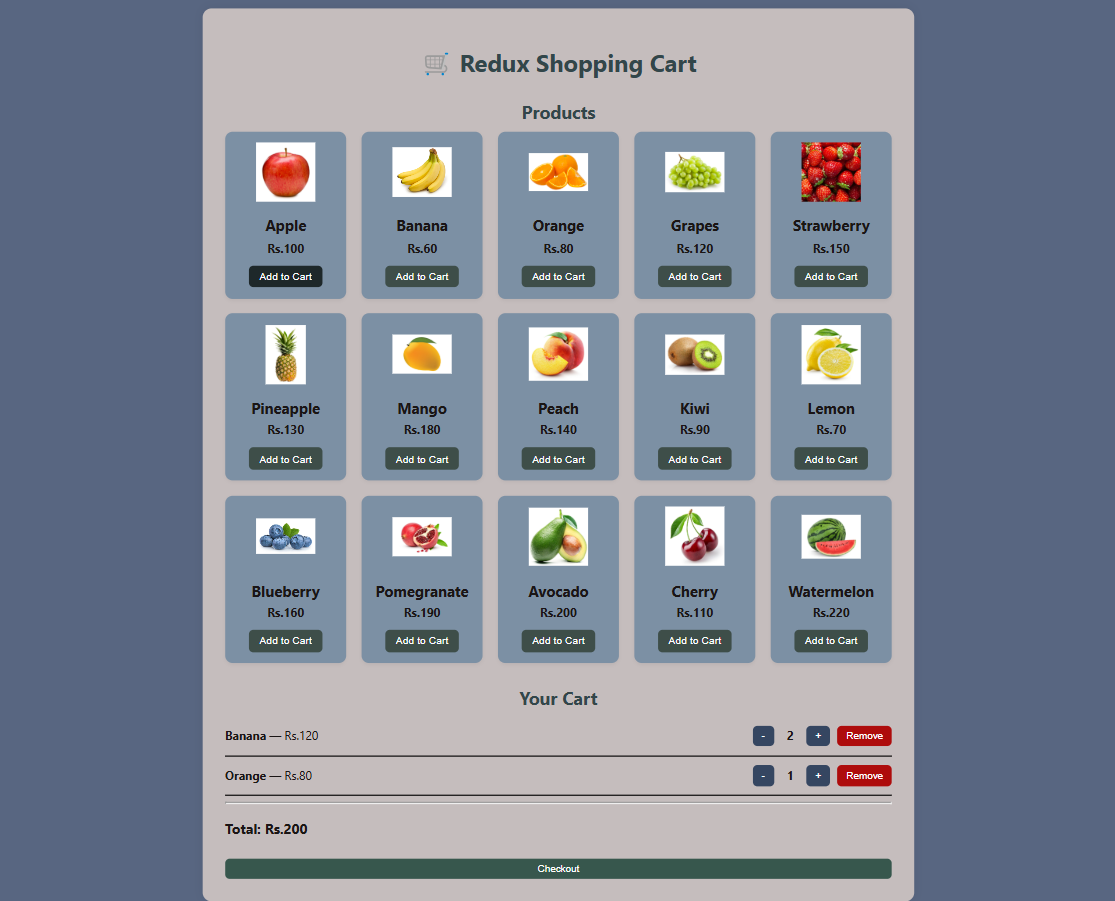 🛒 Redux Shopping Cart
Products
Apple Banana Orange Grapes Strawberry
Rs.100 Rs.60 Rs.80 Rs.120 Rs.150
Add to Cart Add to Cart Add to Cart Add to Cart Add to Cart
Pineapple Mango Peach Kiwi Lemon
Rs.130 Rs.180 Rs.140 Rs.90 Rs.70
Add to Cart Add to Cart Add to Cart Add to Cart Add to Cart
Blueberry Pomegranate Avocado Cherry Watermelon
Rs.160 Rs.190 Rs.200 Rs.110 Rs.220
Add to Cart Add to Cart Add to Cart Add to Cart Add to Cart
Your Cart
Banana — Rs.120 - 2 + Remove
Orange — Rs.80 - 1 + Remove
Total: Rs.200
Checkout